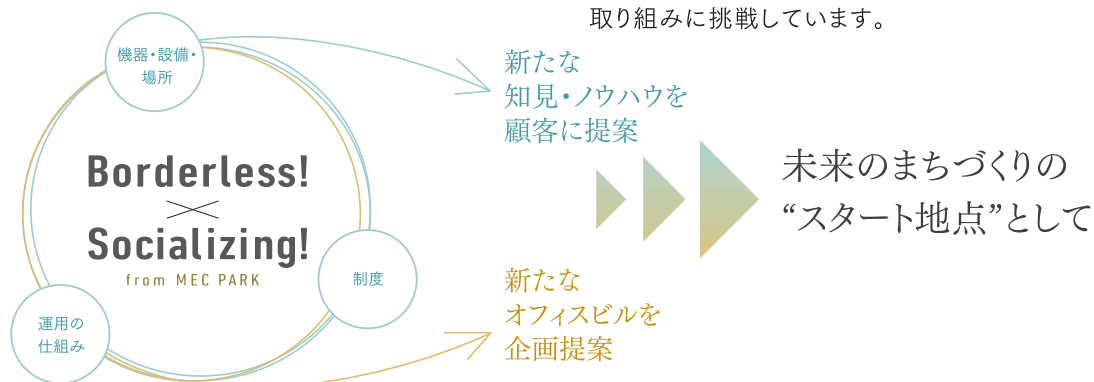 取り組みに挑戦しています。
機器・設備・
場所
Borderless!
×
Socializing!
from MEC PARK
制度
運用の
仕組み
新たな
知見・ノウハウを
顧客に提案
新たな
オフィスビルを
企画提案
未来のまちづくりの
“スタート地点”として